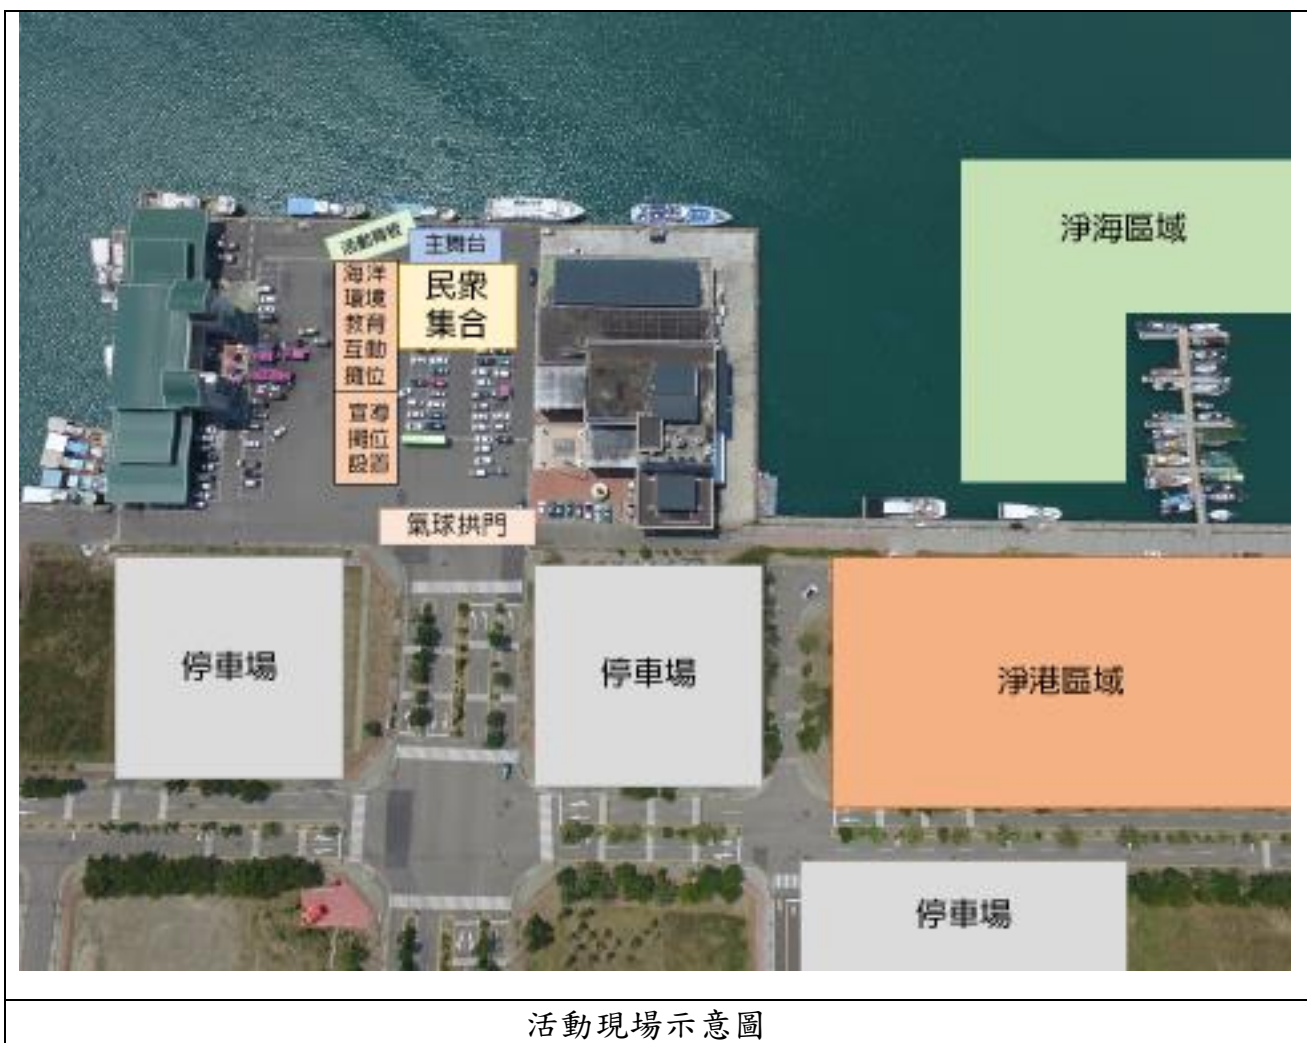 淨海區域
活動背板
主舞台
海洋
環境
教育
互動
攤位
民眾
集合
宣導
攤位
設置
氣球拱門
停車場
停車場
淨港區域
停車場
活動現場示意圖